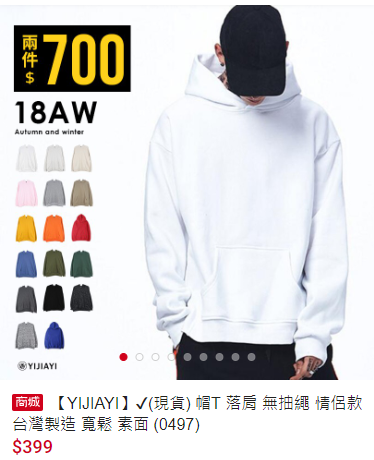 兩件$700
18AW
Autumn and winter
YIJIAYI
商城 【YIJIAYI】✓(現貨) 帽T 落肩 無抽繩 情侶款
台灣製造 寬鬆 素面 (0497)
$399